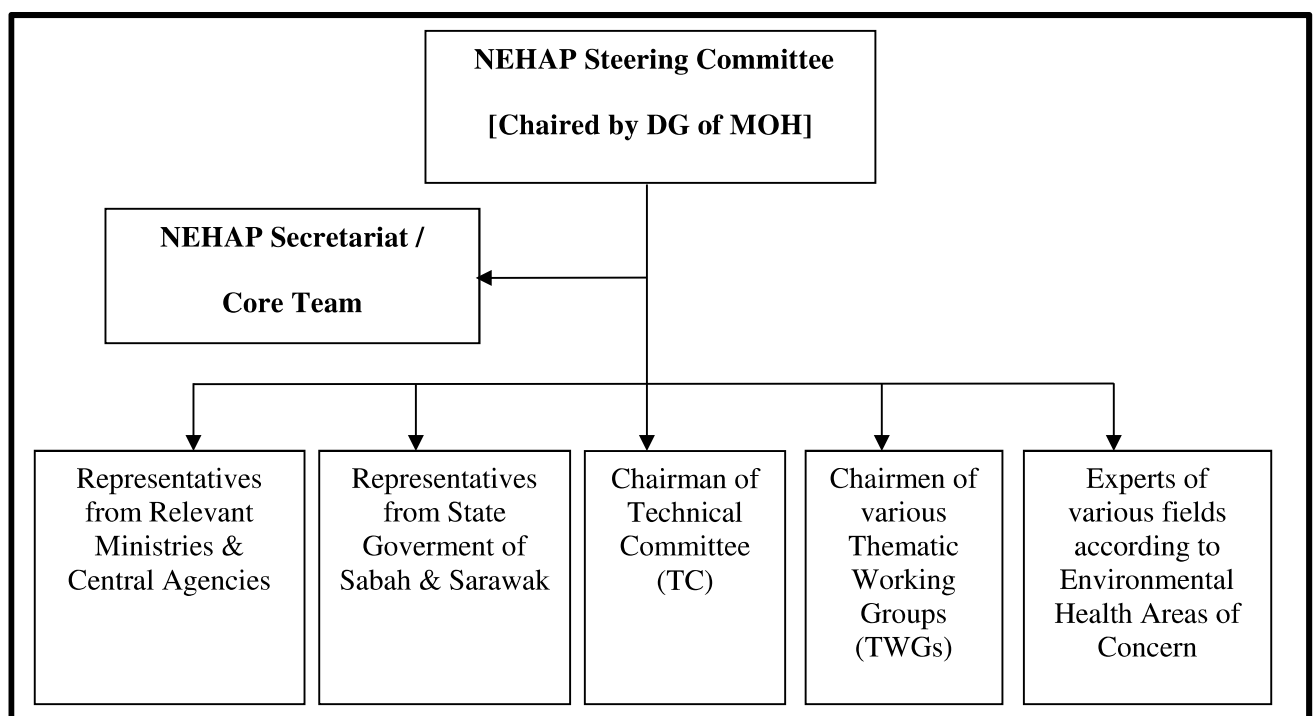 NEHAP Steering Committee
[Chaired by DG of MOH]
NEHAP Secretariat /
Core Team
Representatives
from Relevant
Ministries &
Central Agencies
Representatives
from State
Goverment of
Sabah & Sarawak
Chairman of
Technical
Committee
(TC)
Chairmen of
various
Thematic
Working
Groups
(TWGs)
Experts of
various fields
according to
Environmental
Health Areas of
Concern